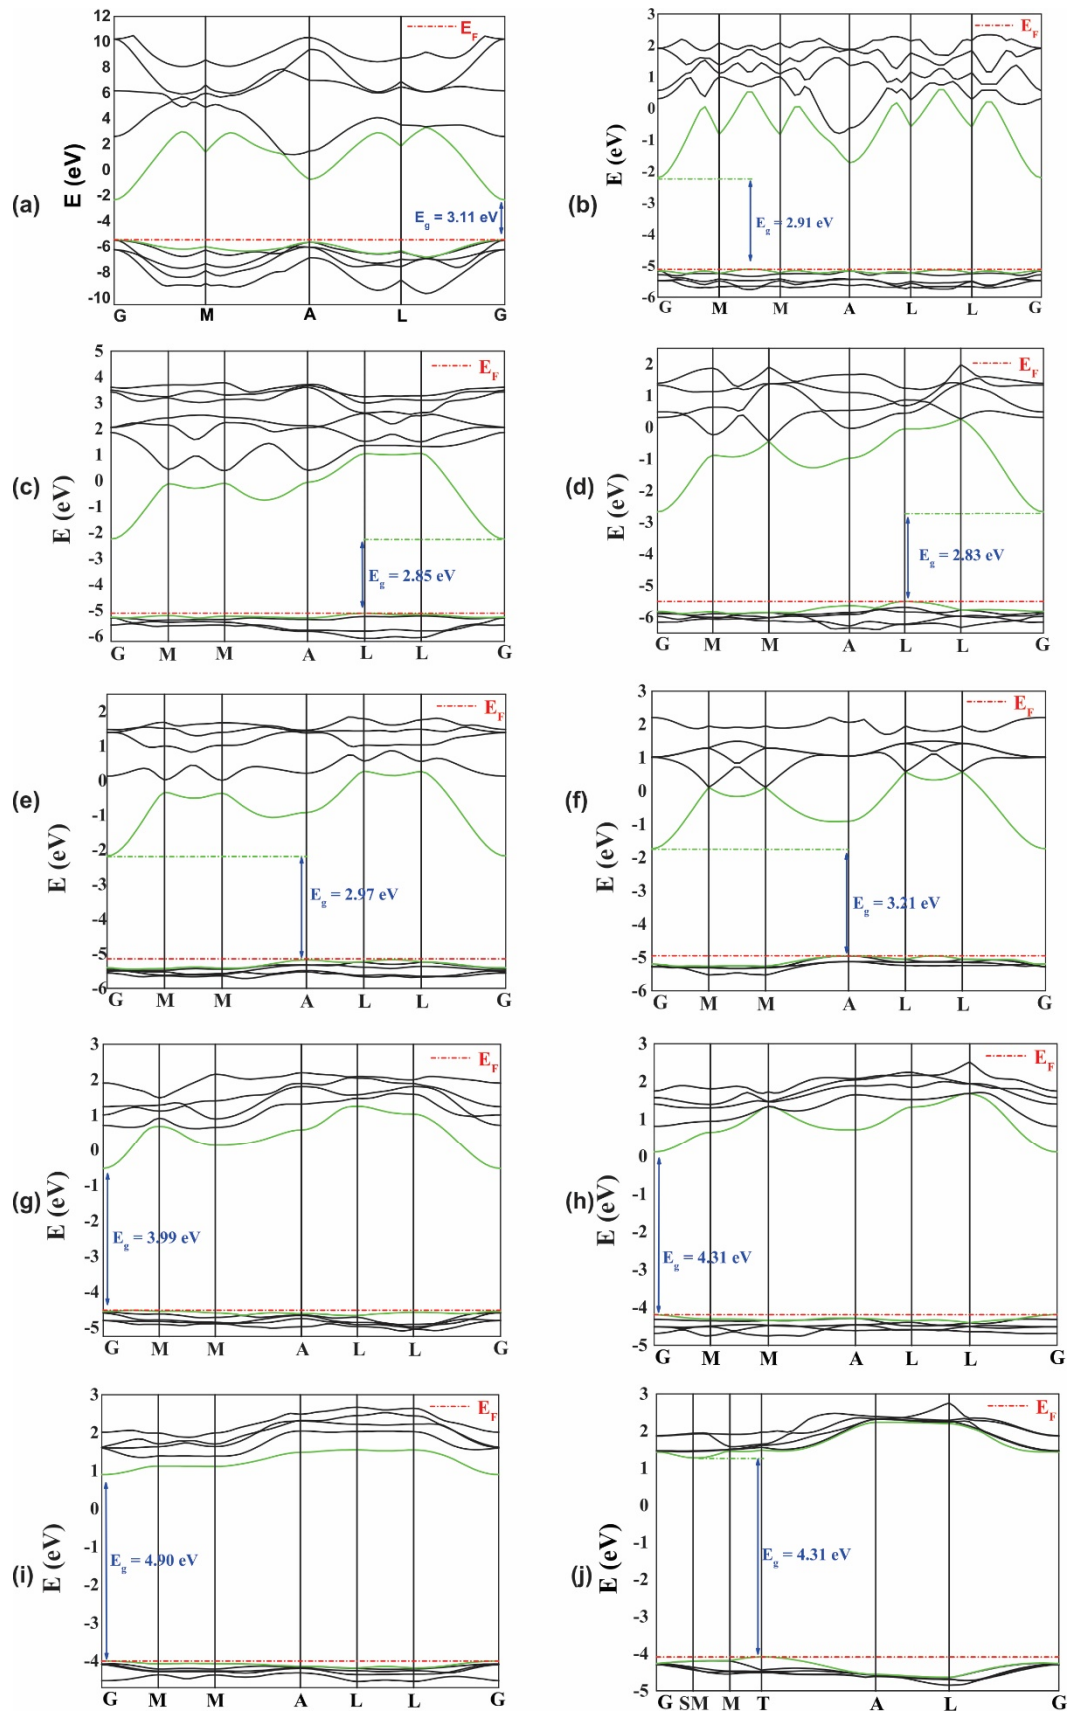 (a)
E (eV)
12
10
8
6
4
2
0
-2
-4
-6
-8
-10
G M A L G
E_F
E_g = 3.11 eV
(b)
E (eV)
3
2
1
0
-1
-2
-3
-4
-5
-6
G M M A L L G
E_F
E_g = 2.91 eV
(c)
E (eV)
5
4
3
2
1
0
-1
-2
-3
-4
-5
-6
G M M A L L G
E_F
E_g = 2.85 eV
(d)
E (eV)
2
1
0
-1
-2
-3
-4
-5
-6
G M M A L L G
E_F
E_g = 2.83 eV
(e)
E (eV)
2
1
0
-1
-2
-3
-4
-5
-6
G M M A L L G
E_F
E_g = 2.97 eV
(f)
E (eV)
3
2
1
0
-1
-2
-3
-4
-5
-6
G M M A L L G
E_F
E_g = 3.21 eV
(g)
E (eV)
3
2
1
0
-1
-2
-3
-4
-5
G M M A L L G
E_F
E_g = 3.99 eV
(h)
E (eV)
3
2
1
0
-1
-2
-3
-4
-5
G M M A L L G
E_F
E_g = 4.31 eV
(i)
E (eV)
3
2
1
0
-1
-2
-3
-4
G M M A L L G
E_F
E_g = 4.90 eV
(j)
E (eV)
3
2
1
0
-1
-2
-3
-4
-5
G SM M T A L G
E_F
E_g = 4.31 eV